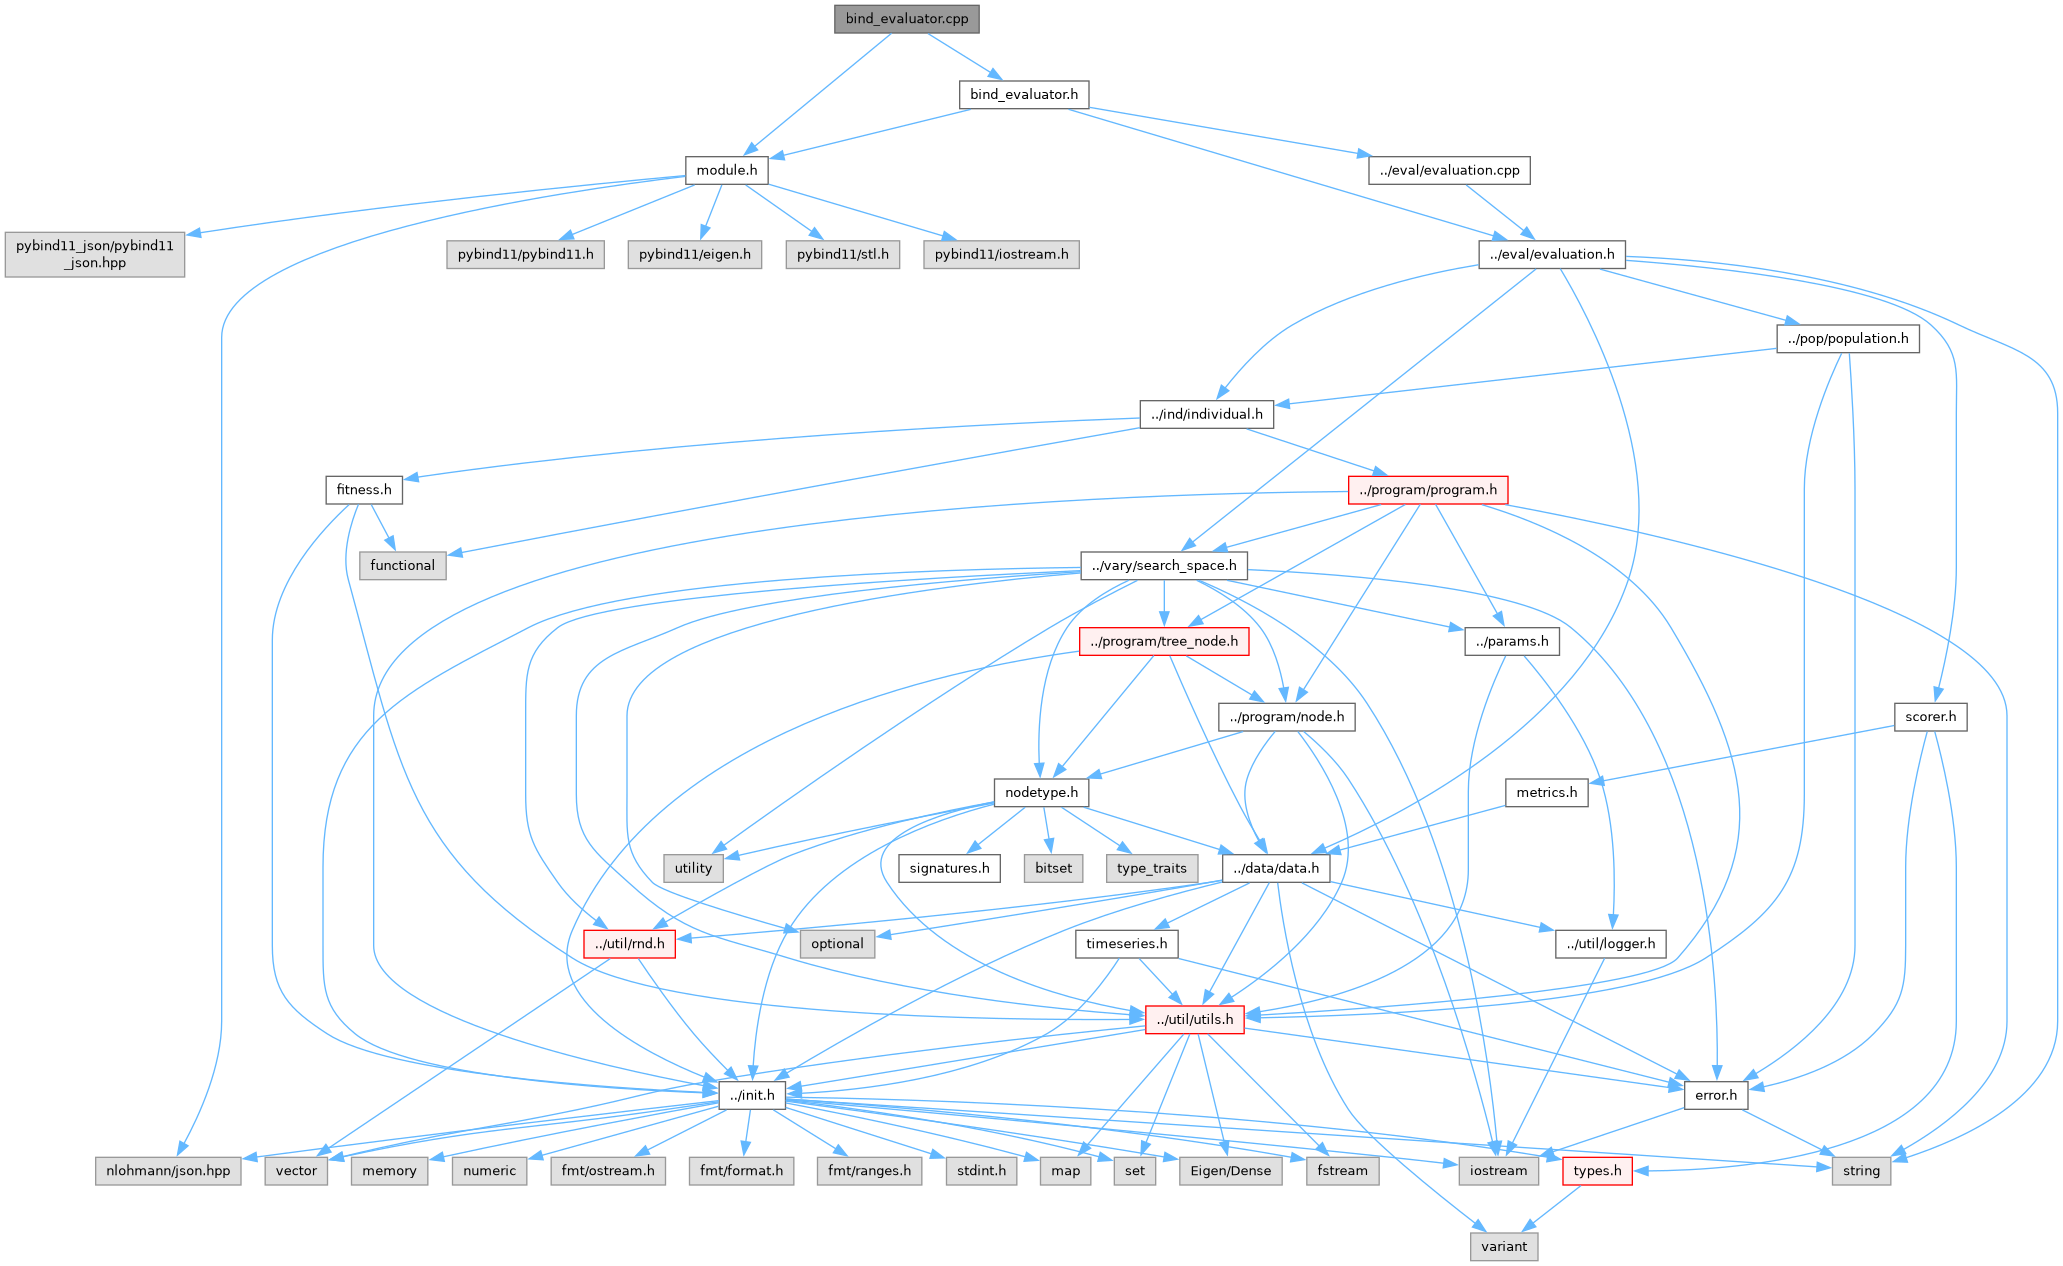 bind_evaluator.cpp
bind_evaluator.h
module.h
../eval/evaluation.cpp
pybind11_json/pybind11
_json.hpp
pybind11/pybind11.h
pybind11/eigen.h
pybind11/stl.h
pybind11/iostream.h
../eval/evaluation.h
../pop/population.h
../ind/individual.h
fitness.h
../program/program.h
functional
../vary/search_space.h
../program/tree_node.h
../params.h
../program/node.h
scorer.h
nodetype.h
metrics.h
utility
signatures.h
bitset
type_traits
../data/data.h
../util/rnd.h
optional
timeseries.h
../util/logger.h
../util/utils.h
../init.h
error.h
nlohmann/json.hpp
vector
memory
numeric
fmt/ostream.h
fmt/format.h
fmt/ranges.h
stdint.h
map
set
Eigen/Dense
fstream
iostream
types.h
string
variant